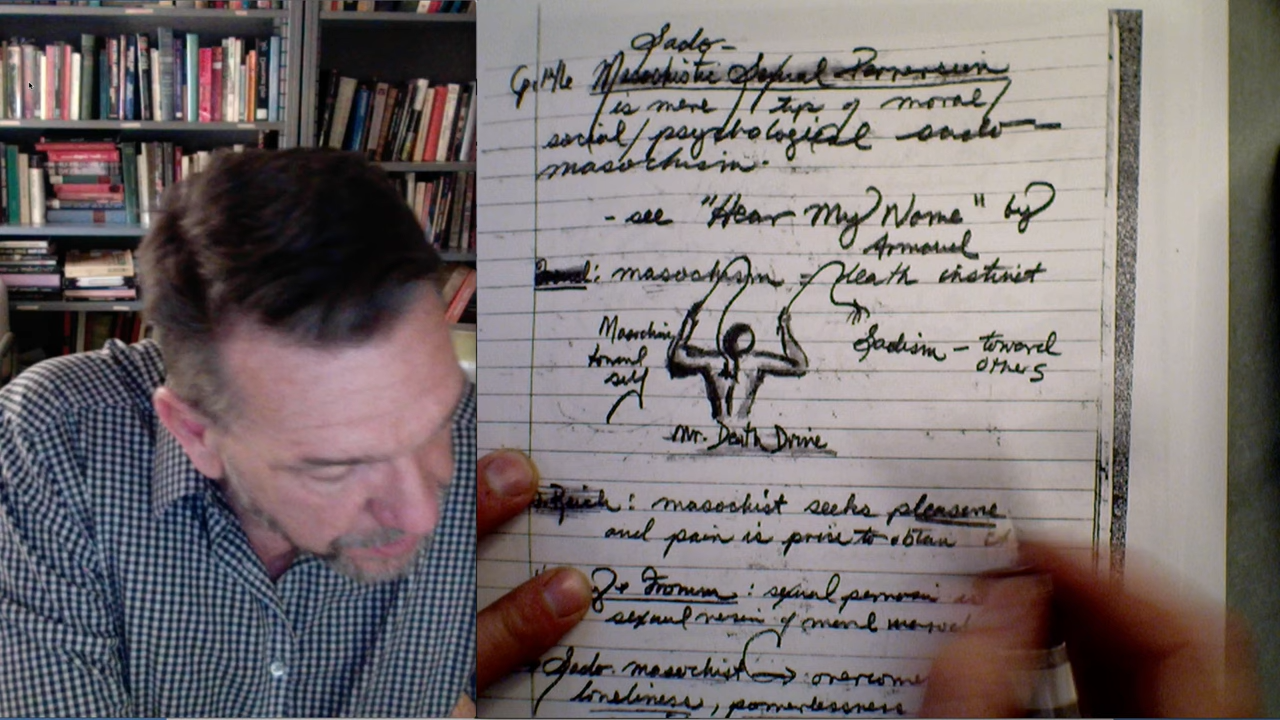 Sado-
Masochistic Sexual Perversion
is mere tip of moral/
social/psychological sado-
masochism.
- see "Hear My Name" by
Armoul
: masochism = death instinct
Masochism
toward
self
Sadism - toward
others
Mr. Death Drive
Reich: masochist seeks pleasure
and pain is price to obtain
+ Fromm: sexual perversion is
sexual version of moral
Sado-masochist → overcome
loneliness, powerlessness